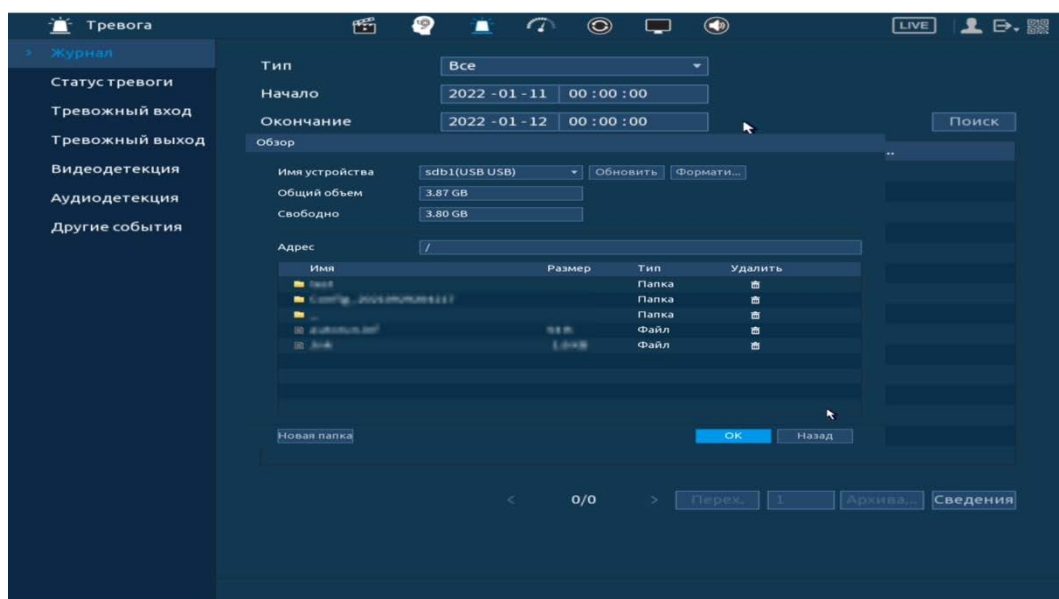 Тревога LIVE
Журнал
Статус тревоги
Тревожный вход
Тревожный выход
Видеодетекция
Аудиодетекция
Другие события
Тип Все
Начало 2022 -01 -11 00 : 00 : 00
Окончание 2022 -01 -12 00 : 00 : 00
Поиск
Обзор
..
Имя устройства sdb1(USB USB) Обновить Формати...
Общий объем 3.87 GB
Свободно 3.80 GB
Адрес /
Имя Размер Тип Удалить
Папка
Папка
Папка
Файл
Файл
Новая папка OK Назад
< 0/0 > Перех. 1 Архива... Сведения